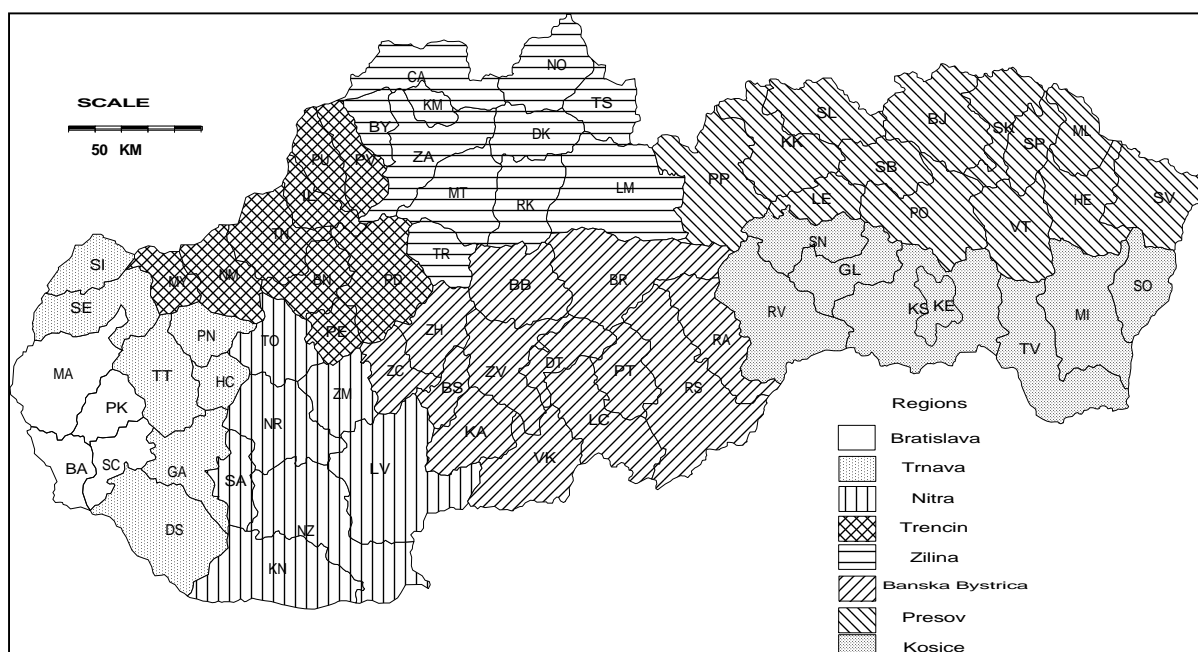 SCALE
50 KM
NO
CA
KM
TS
BY
DK
SL
BJ
SK
ML
SP
PU
PV
ZA
KK
SB
IL
MT
RK
LM
PP
LE
PO
HE
SV
TN
VT
SI
MY
NM
BN
PD
TR
BB
BR
SN
GL
SO
SE
PN
TO
PE
ZH
RV
KS
KE
MI
MA
TT
HC
ZM
ZC
BS
ZV
DT
PT
RA
RS
TV
PK
NR
KA
LC
VK
BA
SC
GA
SA
LV
DS
NZ
KN
Regions
Bratislava
Trnava
Nitra
Trencin
Zilina
Banska Bystrica
Presov
Kosice